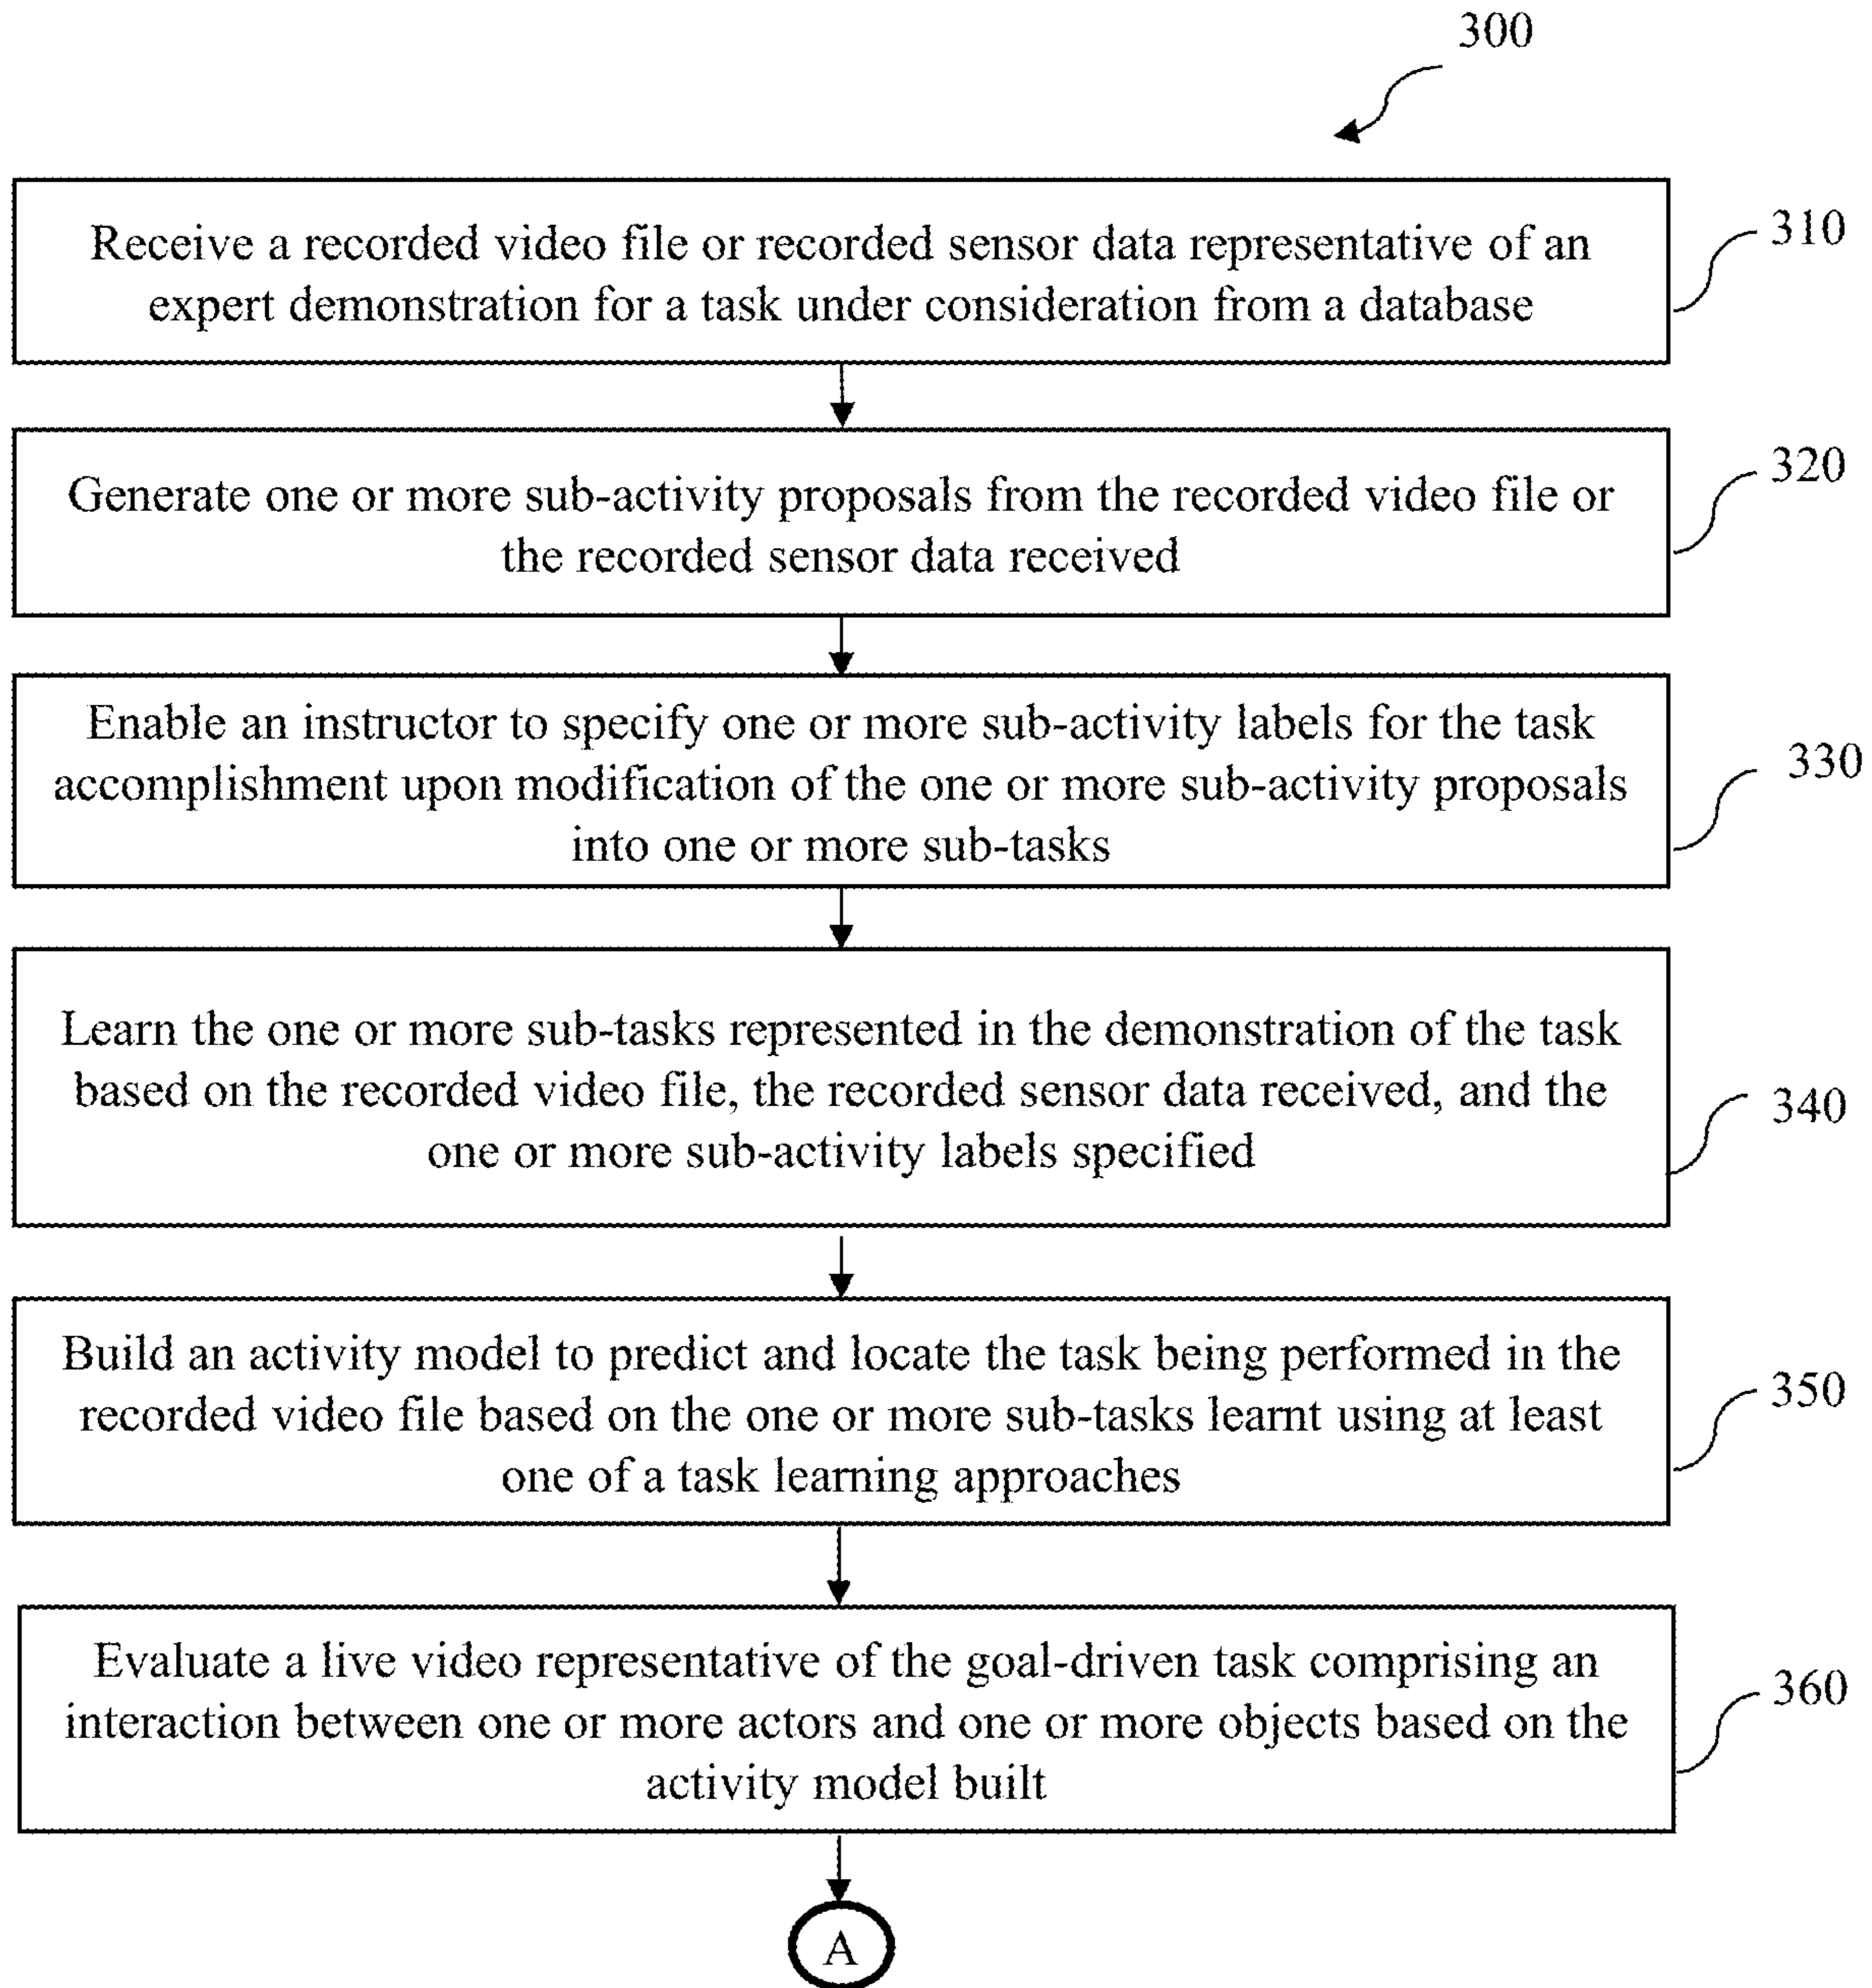 300
Receive a recorded video file or recorded sensor data representative of an
expert demonstration for a task under consideration from a database
310
Generate one or more sub-activity proposals from the recorded video file or
the recorded sensor data received
320
Enable an instructor to specify one or more sub-activity labels for the task
accomplishment upon modification of the one or more sub-activity proposals
into one or more sub-tasks
330
Learn the one or more sub-tasks represented in the demonstration of the task
based on the recorded video file, the recorded sensor data received, and the
one or more sub-activity labels specified
340
Build an activity model to predict and locate the task being performed in the
recorded video file based on the one or more sub-tasks learnt using at least
one of a task learning approaches
350
Evaluate a live video representative of the goal-driven task comprising an
interaction between one or more actors and one or more objects based on the
activity model built
360
A